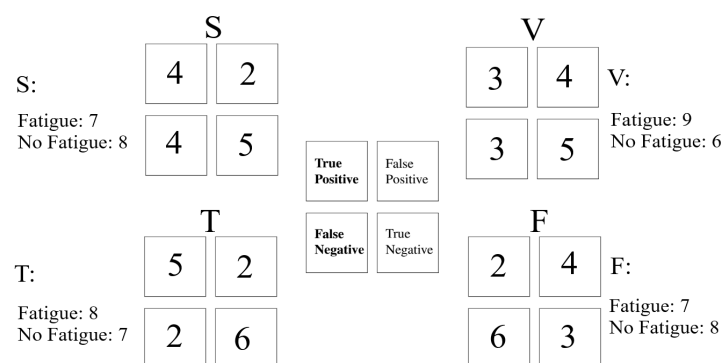 S
4 2
4 5
S:
Fatigue: 7
No Fatigue: 8
V
3 4
3 5
V:
Fatigue: 9
No Fatigue: 6
True Positive
False Positive
False Negative
True Negative
T
5 2
2 6
T:
Fatigue: 8
No Fatigue: 7
F
2 4
6 3
F:
Fatigue: 7
No Fatigue: 8